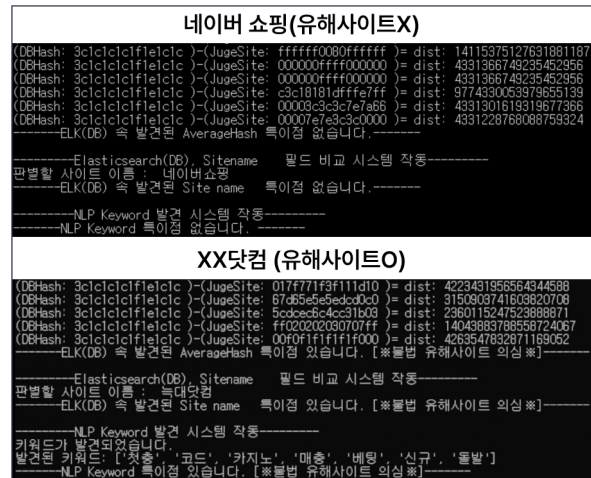 네이버 쇼핑(유해사이트X)
(DBHash: 3c1c1c1c1f1e1c1c )-(JugeSite: ffffff0080ffffff )= dist: 14115375127631881187
(DBHash: 3c1c1c1c1f1e1c1c )-(JugeSite: 000000ffff000000 )= dist: 4331366749235452956
(DBHash: 3c1c1c1c1f1e1c1c )-(JugeSite: 000000ffff000000 )= dist: 4331366749235452956
(DBHash: 3c1c1c1c1f1e1c1c )-(JugeSite: c3c18181dfffe7ff )= dist: 9774330053979655139
(DBHash: 3c1c1c1c1f1e1c1c )-(JugeSite: 00003c3c3c7e7a66 )= dist: 4331301619319677366
(DBHash: 3c1c1c1c1f1e1c1c )-(JugeSite: 00007e7e3c3c0000 )= dist: 4331228768088759324
-------ELK(DB) 속 발견된 AverageHash 특이점 없습니다.-------
---------Elasticsearch(DB), Sitename 필드 비교 시스템 작동---------
판별할 사이트 이름 : 네이버쇼핑
-------ELK(DB) 속 발견된 Site name 특이점 없습니다.-------
---------NLP Keyword 발견 시스템 작동---------
-------NLP Keyword 특이점 없습니다. -------
XX닷컴 (유해사이트O)
(DBHash: 3c1c1c1c1f1e1c1c )-(JugeSite: 017f771f3f111d10 )= dist: 4223431956564344588
(DBHash: 3c1c1c1c1f1e1c1c )-(JugeSite: 67d65e5e5edcd0c0 )= dist: 3150903741603820708
(DBHash: 3c1c1c1c1f1e1c1c )-(JugeSite: 5cdcec6c4cc31b03 )= dist: 2360115247523888871
(DBHash: 3c1c1c1c1f1e1c1c )-(JugeSite: ff020202030707ff )= dist: 14043883788558724067
(DBHash: 3c1c1c1c1f1e1c1c )-(JugeSite: 00f0f1f1f1f1f000 )= dist: 4263547832871169052
-------ELK(DB) 속 발견된 AverageHash 특이점 있습니다. [※불법 유해사이트 의심※]-------
---------Elasticsearch(DB), Sitename 필드 비교 시스템 작동---------
판별할 사이트 이름 : 늑대닷컴
-------ELK(DB) 속 발견된 Site name 특이점 있습니다. [※불법 유해사이트 의심※]-------
---------NLP Keyword 발견 시스템 작동---------
키워드가 발견되었습니다.
발견된 키워드: ['첫충', '코드', '카지노', '매충', '베팅', '신규', '돌발']
-------NLP Keyword 특이점 있습니다. [※불법 유해사이트 의심※]-------